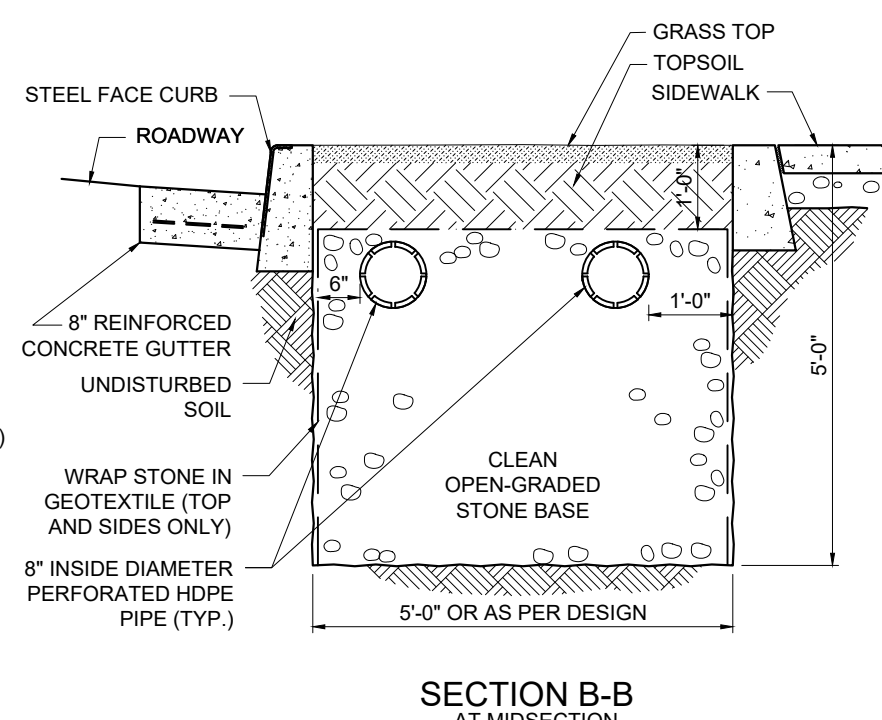 GRASS TOP
TOPSOIL
SIDEWALK
STEEL FACE CURB
ROADWAY
1'-0"
6"
1'-0"
5'-0"
8" REINFORCED
CONCRETE GUTTER
UNDISTURBED
SOIL
)
WRAP STONE IN
GEOTEXTILE (TOP
AND SIDES ONLY)
CLEAN
OPEN-GRADED
STONE BASE
8" INSIDE DIAMETER
PERFORATED HDPE
PIPE (TYP.)
5'-0" OR AS PER DESIGN
SECTION B-B
AT MIDSECTION